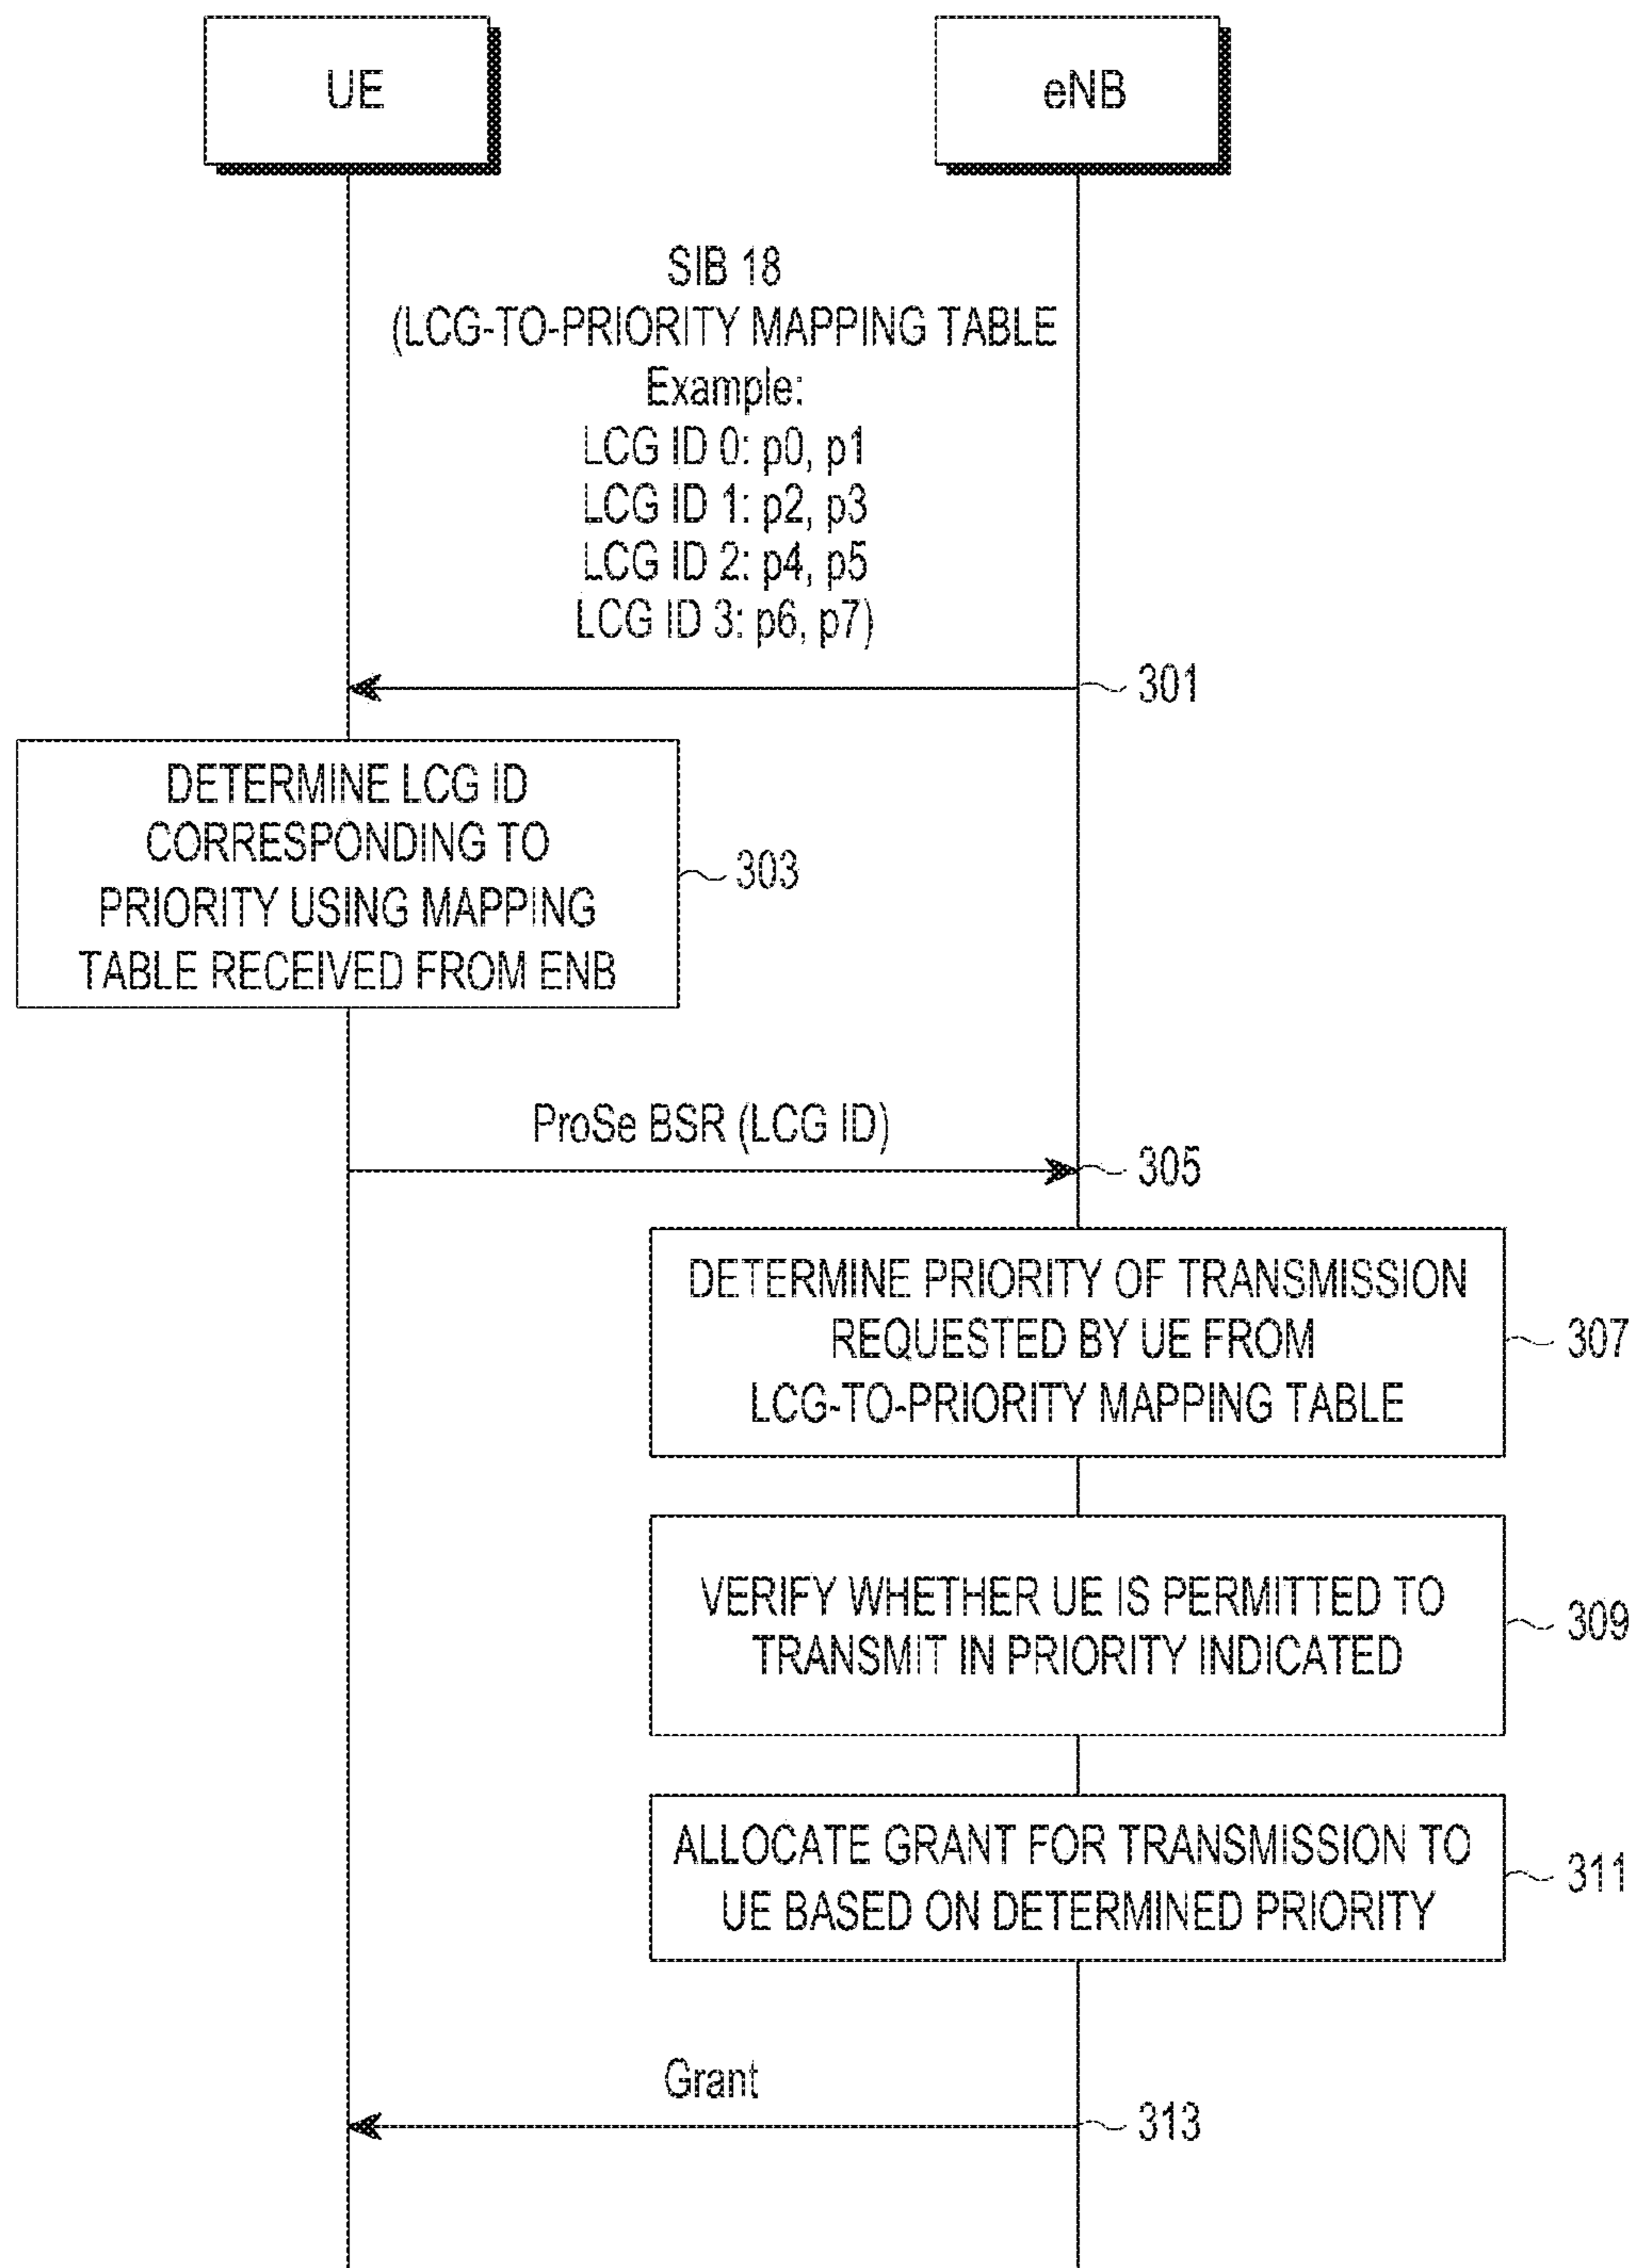 UE
eNB
SIB 18
(LCG-TO-PRIORITY MAPPING TABLE
Example:
LCG ID 0: p0, p1
LCG ID 1: p2, p3
LCG ID 2: p4, p5
LCG ID 3: p6, p7)
301
DETERMINE LCG ID
CORRESPONDING TO
PRIORITY USING MAPPING
TABLE RECEIVED FROM ENB
303
ProSe BSR (LCG ID)
305
DETERMINE PRIORITY OF TRANSMISSION
REQUESTED BY UE FROM
LCG-TO-PRIORITY MAPPING TABLE
307
VERIFY WHETHER UE IS PERMITTED TO
TRANSMIT IN PRIORITY INDICATED
309
ALLOCATE GRANT FOR TRANSMISSION TO
UE BASED ON DETERMINED PRIORITY
311
Grant
313